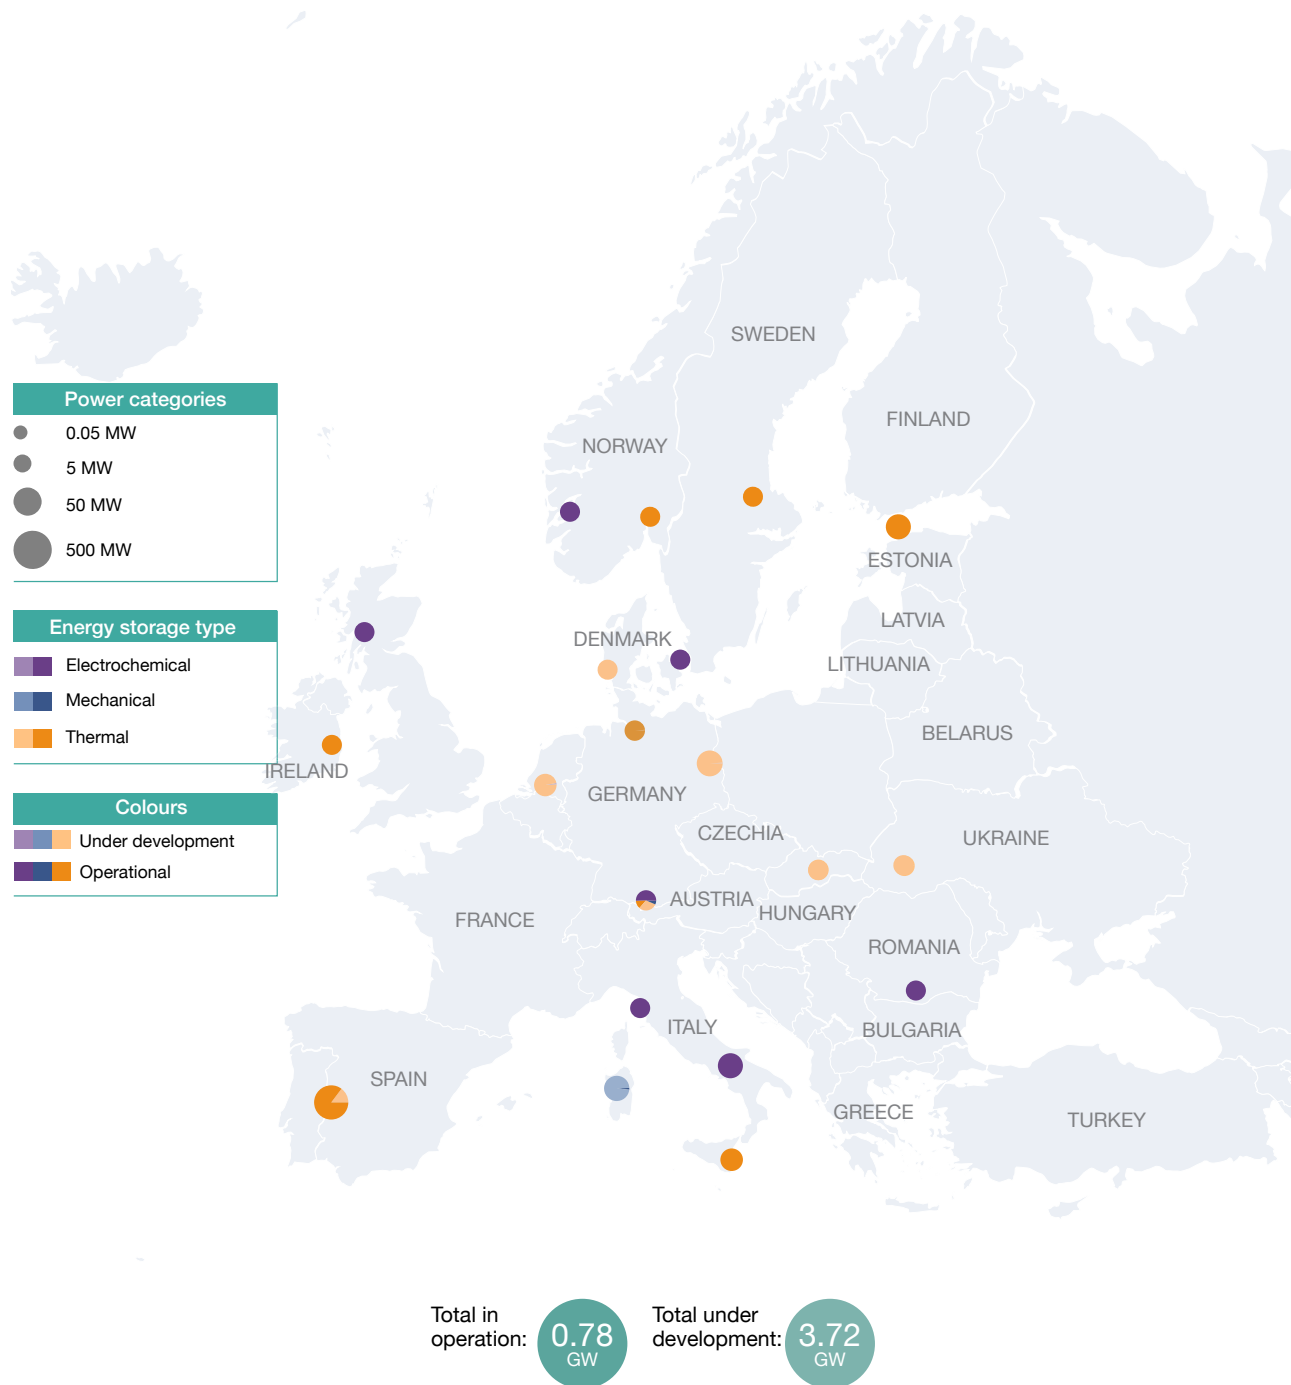 SWEDEN
Power categories
0.05 MW
5 MW
50 MW
500 MW
FINLAND
NORWAY
ESTONIA
Energy storage type
Electrochemical
Mechanical
Thermal
LATVIA
DENMARK
LITHUANIA
BELARUS
IRELAND
GERMANY
Colours
Under development
Operational
CZECHIA
UKRAINE
AUSTRIA
HUNGARY
FRANCE
ROMANIA
ITALY
BULGARIA
SPAIN
GREECE
TURKEY
Total in
operation:
0.78
GW
Total under
development:
3.72
GW